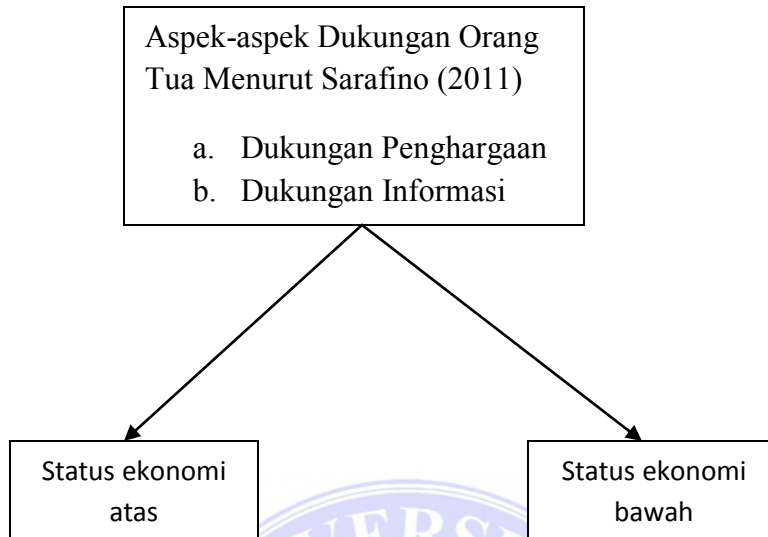 Aspek-aspek Dukungan Orang
Tua Menurut Sarafino (2011)
a. Dukungan Penghargaan
b. Dukungan Informasi
Status ekonomi
atas
Status ekonomi
bawah